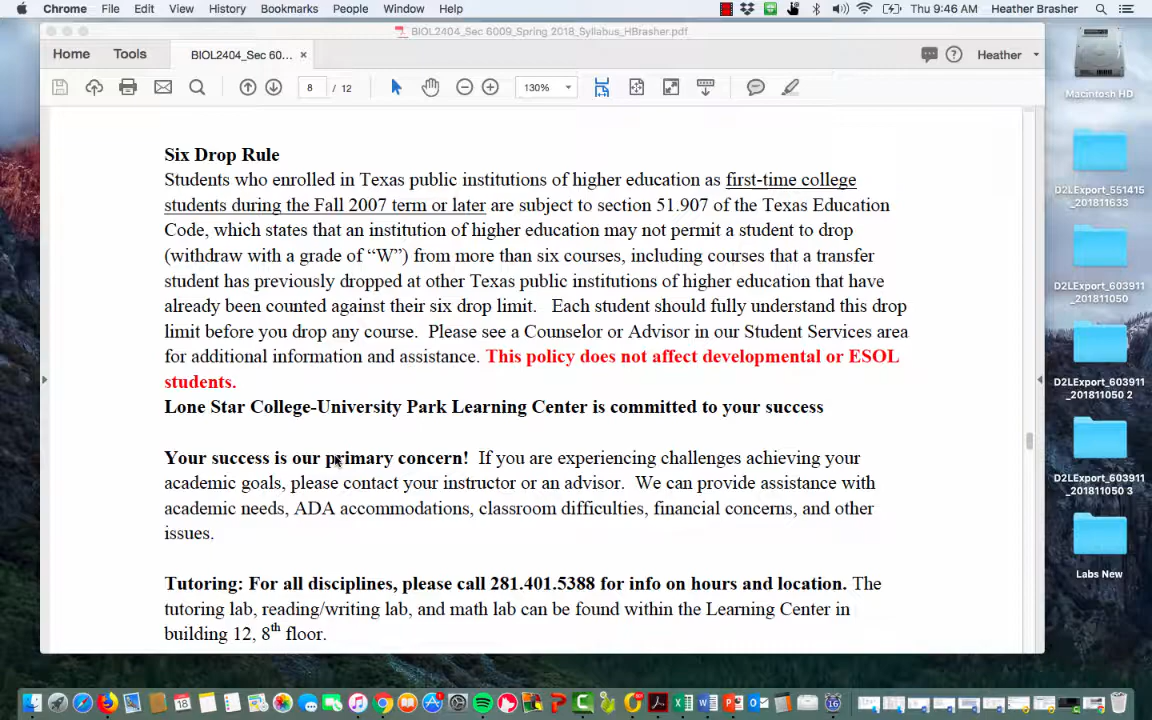 Chrome File Edit View History Bookmarks People Window Help Thu 9:46 AM Heather Brasher
BIOL2404_Sec 6009_Spring 2018_Syllabus_HBrasher.pdf
Home Tools BIOL2404_Sec 60... × Heather
8 / 12 130%
Six Drop Rule
Students who enrolled in Texas public institutions of higher education as first-time college
students during the Fall 2007 term or later are subject to section 51.907 of the Texas Education
Code, which states that an institution of higher education may not permit a student to drop
(withdraw with a grade of “W”) from more than six courses, including courses that a transfer
student has previously dropped at other Texas public institutions of higher education that have
already been counted against their six drop limit. Each student should fully understand this drop
limit before you drop any course. Please see a Counselor or Advisor in our Student Services area
for additional information and assistance. This policy does not affect developmental or ESOL
students.
Lone Star College-University Park Learning Center is committed to your success
Your success is our primary concern! If you are experiencing challenges achieving your
academic goals, please contact your instructor or an advisor. We can provide assistance with
academic needs, ADA accommodations, classroom difficulties, financial concerns, and other
issues.
Tutoring: For all disciplines, please call 281.401.5388 for info on hours and location. The
tutoring lab, reading/writing lab, and math lab can be found within the Learning Center in
building 12, 8th floor.
Macintosh HD
D2LExport_551415
_201811633
D2LExport_603911
_201811050
D2LExport_603911
_201811050 2
D2LExport_603911
_201811050 3
Labs New